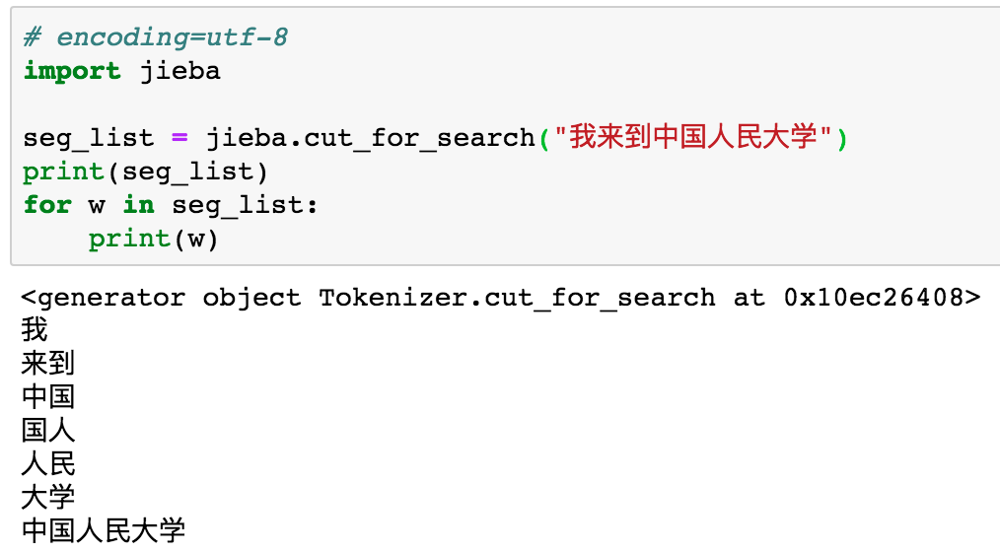 # encoding=utf-8
import jieba

seg_list = jieba.cut_for_search("我来到中国人民大学")
print(seg_list)
for w in seg_list:
    print(w)
<generator object Tokenizer.cut_for_search at 0x10ec26408>
我
来到
中国
国人
人民
大学
中国人民大学